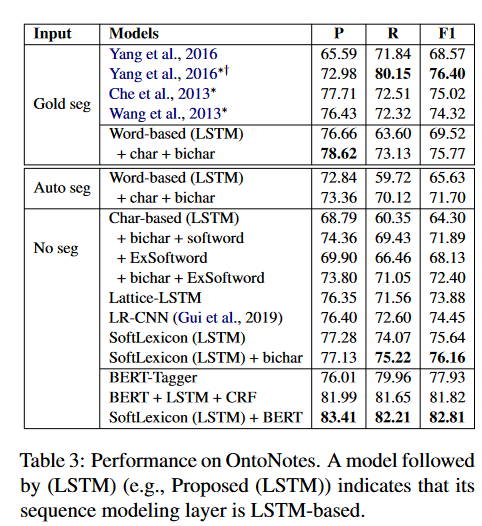 Input Models P R F1
Gold seg
Yang et al., 2016 65.59 71.84 68.57
Yang et al., 2016*† 72.98 80.15 76.40
Che et al., 2013* 77.71 72.51 75.02
Wang et al., 2013* 76.43 72.32 74.32
Word-based (LSTM) 76.66 63.60 69.52
+ char + bichar 78.62 73.13 75.77
Auto seg
Word-based (LSTM) 72.84 59.72 65.63
+ char + bichar 73.36 70.12 71.70
No seg
Char-based (LSTM) 68.79 60.35 64.30
+ bichar + softword 74.36 69.43 71.89
+ ExSoftword 69.90 66.46 68.13
+ bichar + ExSoftword 73.80 71.05 72.40
Lattice-LSTM 76.35 71.56 73.88
LR-CNN (Gui et al., 2019) 76.40 72.60 74.45
SoftLexicon (LSTM) 77.28 74.07 75.64
SoftLexicon (LSTM) + bichar 77.13 75.22 76.16
BERT-Tagger 76.01 79.96 77.93
BERT + LSTM + CRF 81.99 81.65 81.82
SoftLexicon (LSTM) + BERT 83.41 82.21 82.81
Table 3: Performance on OntoNotes. A model followed
by (LSTM) (e.g., Proposed (LSTM)) indicates that its
sequence modeling layer is LSTM-based.